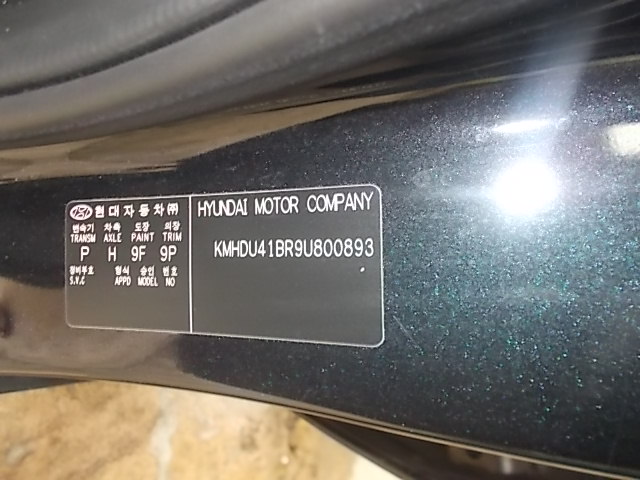 현대자동차㈜
변속기 차축 도장 의장
TRANSM AXLE PAINT TRIM
P H 9F 9P
장비부호 형식 승인 번호
S.V.C APPD MODEL NO
HYUNDAI MOTOR COMPANY
KMHDU41BR9U800893